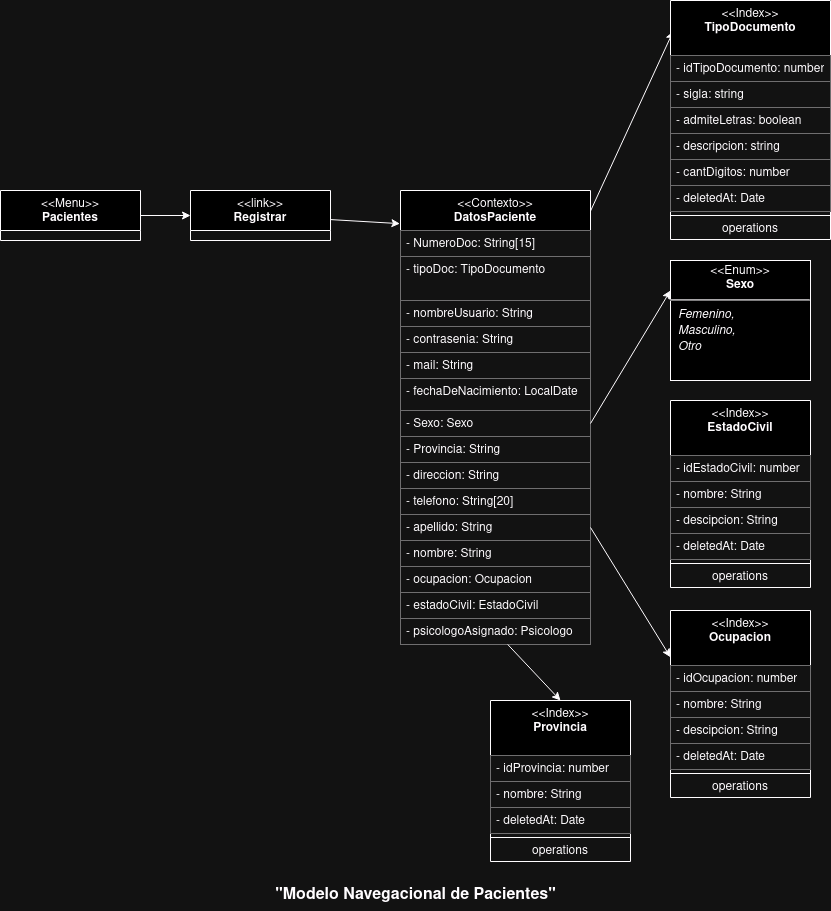 <<Menu>>
Pacientes
<<link>>
Registrar
<<Contexto>>
DatosPaciente
- NumeroDoc: String[15]
- tipoDoc: TipoDocumento
- nombreUsuario: String
- contrasenia: String
- mail: String
- fechaDeNacimiento: LocalDate
- Sexo: Sexo
- Provincia: String
- direccion: String
- telefono: String[20]
- apellido: String
- nombre: String
- ocupacion: Ocupacion
- estadoCivil: EstadoCivil
- psicologoAsignado: Psicologo
<<Index>>
TipoDocumento
- idTipoDocumento: number
- sigla: string
- admiteLetras: boolean
- descripcion: string
- cantDigitos: number
- deletedAt: Date
operations
<<Enum>>
Sexo
Femenino,
Masculino,
Otro
<<Index>>
EstadoCivil
- idEstadoCivil: number
- nombre: String
- descipcion: String
- deletedAt: Date
operations
<<Index>>
Ocupacion
- idOcupacion: number
- nombre: String
- descipcion: String
- deletedAt: Date
operations
<<Index>>
Provincia
- idProvincia: number
- nombre: String
- deletedAt: Date
operations
"Modelo Navegacional de Pacientes"